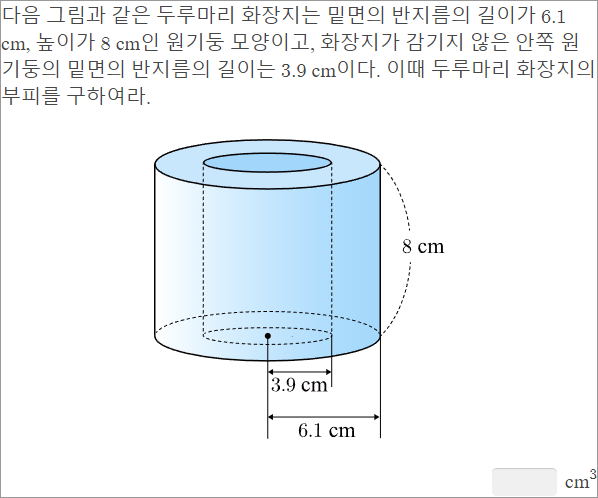 다음 그림과 같은 두루마리 화장지는 밑면의 반지름의 길이가 6.1
cm, 높이가 8 cm인 원기둥 모양이고, 화장지가 감기지 않은 안쪽 원
기둥의 밑면의 반지름의 길이는 3.9 cm이다. 이때 두루마리 화장지의
부피를 구하여라.
8 cm
3.9 cm
6.1 cm
cm³